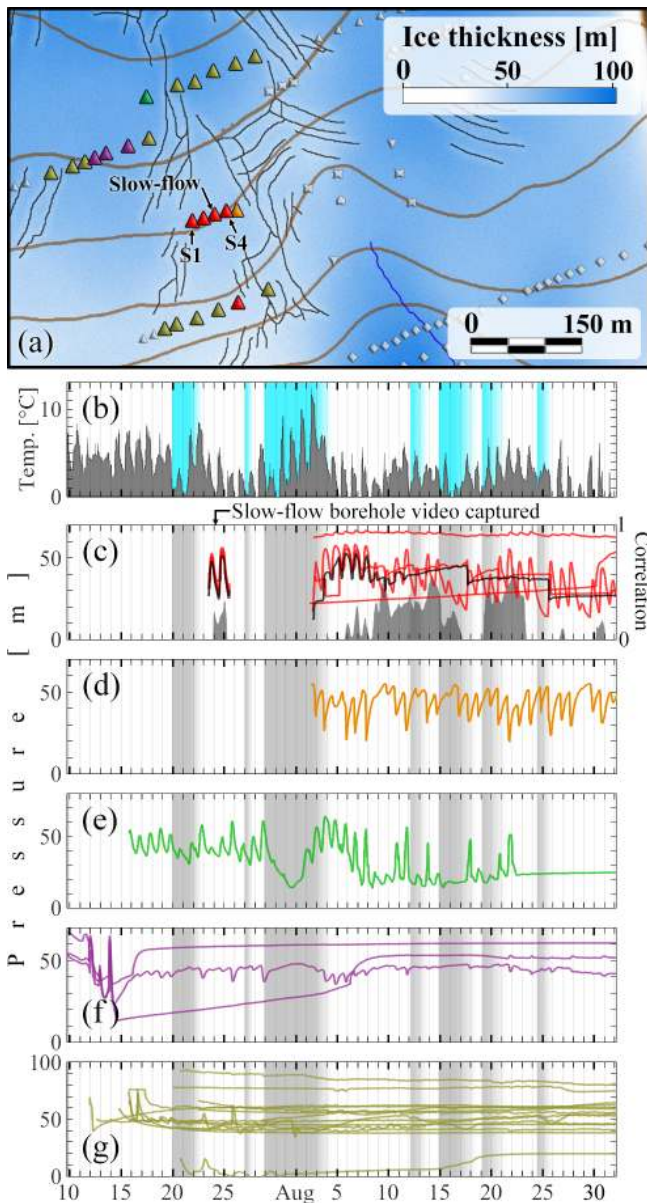 Ice thickness [m]
0 50 100
Slow-flow
S1
S4
0 150 m
(a)
Temp. [°C]
10
0
(b)
Slow-flow borehole video captured
(c)
50
0
1
0
Correlation
Pressure [m]
(d)
50
0
(e)
50
0
(f)
50
0
(g)
100
50
0
10 15 20 25 Aug 5 10 15 20 25 30